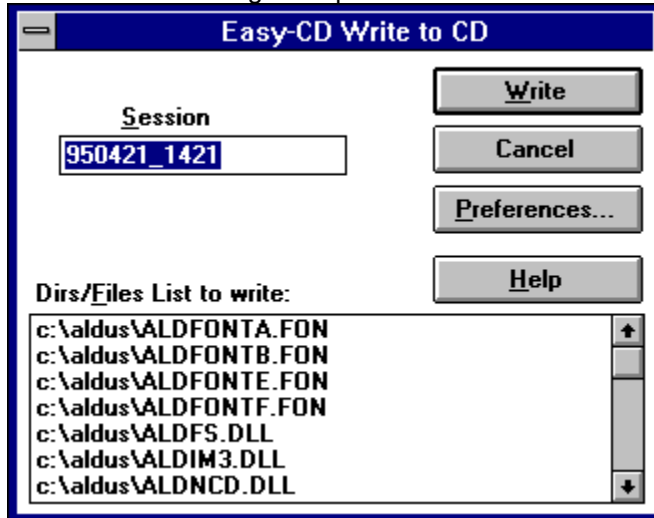 Easy-CD Write to CD
Write
Session
950421_1421
Cancel
Preferences...
Help
Dirs/Files List to write:
c:\aldus\ALDFONTA.FON
c:\aldus\ALDFONTB.FON
c:\aldus\ALDFONTE.FON
c:\aldus\ALDFONTF.FON
c:\aldus\ALDFS.DLL
c:\aldus\ALDIM3.DLL
c:\aldus\ALDNCD.DLL